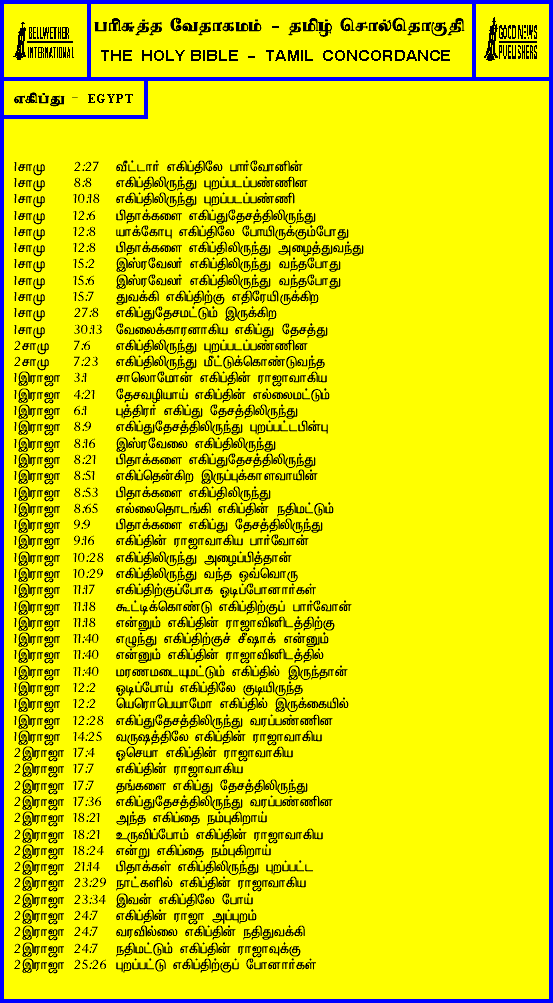 BELLWETHER
INTERNATIONAL
பரிசுத்த வேதாகமம் - தமிழ் சொல்தொகுதி
THE HOLY BIBLE - TAMIL CONCORDANCE
GOOD NEWS
PUBLISHERS
எகிப்து - EGYPT
1சாமு 2:27 வீட்டார் எகிப்திலே பார்வோனின்
1சாமு 8:8 எகிப்திலிருந்து புறப்படப்பண்ணின
1சாமு 10:18 எகிப்திலிருந்து புறப்படப்பண்ணி
1சாமு 12:6 பிதாக்களை எகிப்துதேசத்திலிருந்து
1சாமு 12:8 யாக்கோபு எகிப்திலே போயிருக்கும்போது
1சாமு 12:8 பிதாக்களை எகிப்திலிருந்து அழைத்துவந்து
1சாமு 15:2 இஸ்ரவேலர் எகிப்திலிருந்து வந்தபோது
1சாமு 15:6 இஸ்ரவேலர் எகிப்திலிருந்து வந்தபோது
1சாமு 15:7 துவக்கி எகிப்திற்கு எதிரேயிருக்கிற
1சாமு 27:8 எகிப்துதேசமட்டும் இருக்கிற
1சாமு 30:13 வேலைக்காரனாகிய எகிப்து தேசத்து
2சாமு 7:6 எகிப்திலிருந்து புறப்படப்பண்ணின
2சாமு 7:23 எகிப்திலிருந்து மீட்டுக்கொண்டுவந்த
1இராஜா 3:1 சாலொமோன் எகிப்தின் ராஜாவாகிய
1இராஜா 4:21 தேசவழியாய் எகிப்தின் எல்லைமட்டும்
1இராஜா 6:1 புத்திரர் எகிப்து தேசத்திலிருந்து
1இராஜா 8:9 எகிப்துதேசத்திலிருந்து புறப்பட்டபின்பு
1இராஜா 8:16 இஸ்ரவேலை எகிப்திலிருந்து
1இராஜா 8:21 பிதாக்களை எகிப்துதேசத்திலிருந்து
1இராஜா 8:51 எகிப்தென்கிற இருப்புக்காளவாயின்
1இராஜா 8:53 பிதாக்களை எகிப்திலிருந்து
1இராஜா 8:65 எல்லைதொடங்கி எகிப்தின் நதிமட்டும்
1இராஜா 9:9 பிதாக்களை எகிப்து தேசத்திலிருந்து
1இராஜா 9:16 எகிப்தின் ராஜாவாகிய பார்வோன்
1இராஜா 10:28 எகிப்திலிருந்து அழைப்பித்தான்
1இராஜா 10:29 எகிப்திலிருந்து வந்த ஒவ்வொரு
1இராஜா 11:17 எகிப்திற்குப்போக ஓடிப்போனார்கள்
1இராஜா 11:18 கூட்டிக்கொண்டு எகிப்திற்குப் பார்வோன்
1இராஜா 11:18 என்னும் எகிப்தின் ராஜாவினிடத்திற்கு
1இராஜா 11:40 எழுந்து எகிப்திற்குச் சீஷாக் என்னும்
1இராஜா 11:40 என்னும் எகிப்தின் ராஜாவினிடத்தில்
1இராஜா 11:40 மரணமடையுமட்டும் எகிப்தில் இருந்தான்
1இராஜா 12:2 ஓடிப்போய் எகிப்திலே குடியிருந்த
1இராஜா 12:2 யெரொபெயாமோ எகிப்தில் இருக்கையில்
1இராஜா 12:28 எகிப்துதேசத்திலிருந்து வரப்பண்ணின
1இராஜா 14:25 வருஷத்திலே எகிப்தின் ராஜாவாகிய
2இராஜா 17:4 ஓசெயா எகிப்தின் ராஜாவாகிய
2இராஜா 17:7 எகிப்தின் ராஜாவாகிய
2இராஜா 17:7 தங்களை எகிப்து தேசத்திலிருந்து
2இராஜா 17:36 எகிப்துதேசத்திலிருந்து வரப்பண்ணின
2இராஜா 18:21 அந்த எகிப்தை நம்புகிறாய்
2இராஜா 18:21 உருவிப்போம் எகிப்தின் ராஜாவாகிய
2இராஜா 18:24 என்று எகிப்தை நம்புகிறாய்
2இராஜா 21:14 பிதாக்கள் எகிப்திலிருந்து புறப்பட்ட
2இராஜா 23:29 நாட்களில் எகிப்தின் ராஜாவாகிய
2இராஜா 23:34 இவன் எகிப்திலே போய்
2இராஜா 24:7 எகிப்தின் ராஜா அப்புறம்
2இராஜா 24:7 வரவில்லை எகிப்தின் நதிதுவக்கி
2இராஜா 24:7 நதிமட்டும் எகிப்தின் ராஜாவுக்கு
2இராஜா 25:26 புறப்பட்டு எகிப்திற்குப் போனார்கள்